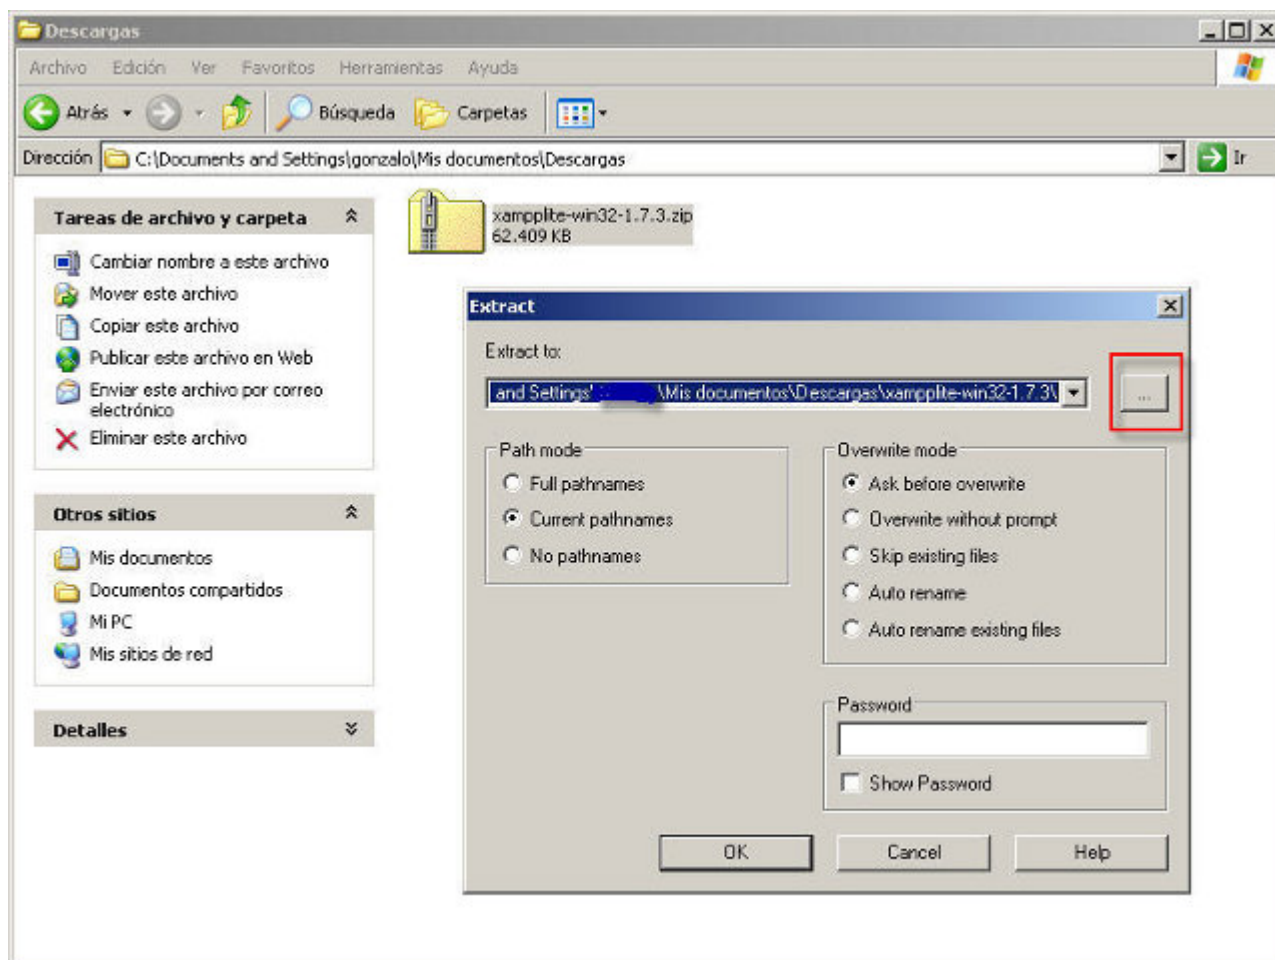 Descargas
Archivo Edición Ver Favoritos Herramientas Ayuda
Atrás Búsqueda Carpetas
Dirección C:\Documents and Settings\gonzalo\Mis documentos\Descargas Ir
Tareas de archivo y carpeta
Cambiar nombre a este archivo
Mover este archivo
Copiar este archivo
Publicar este archivo en Web
Enviar este archivo por correo
electrónico
Eliminar este archivo
Otros sitios
Mis documentos
Documentos compartidos
Mi PC
Mis sitios de red
Detalles
xampplite-win32-1.7.3.zip
62.409 KB
Extract
Extract to:
and Settings\ \Mis documentos\Descargas\xampplite-win32-1.7.3\
...
Path mode
Full pathnames
Current pathnames
No pathnames
Overwrite mode
Ask before overwrite
Overwrite without prompt
Skip existing files
Auto rename
Auto rename existing files
Password
Show Password
OK Cancel Help